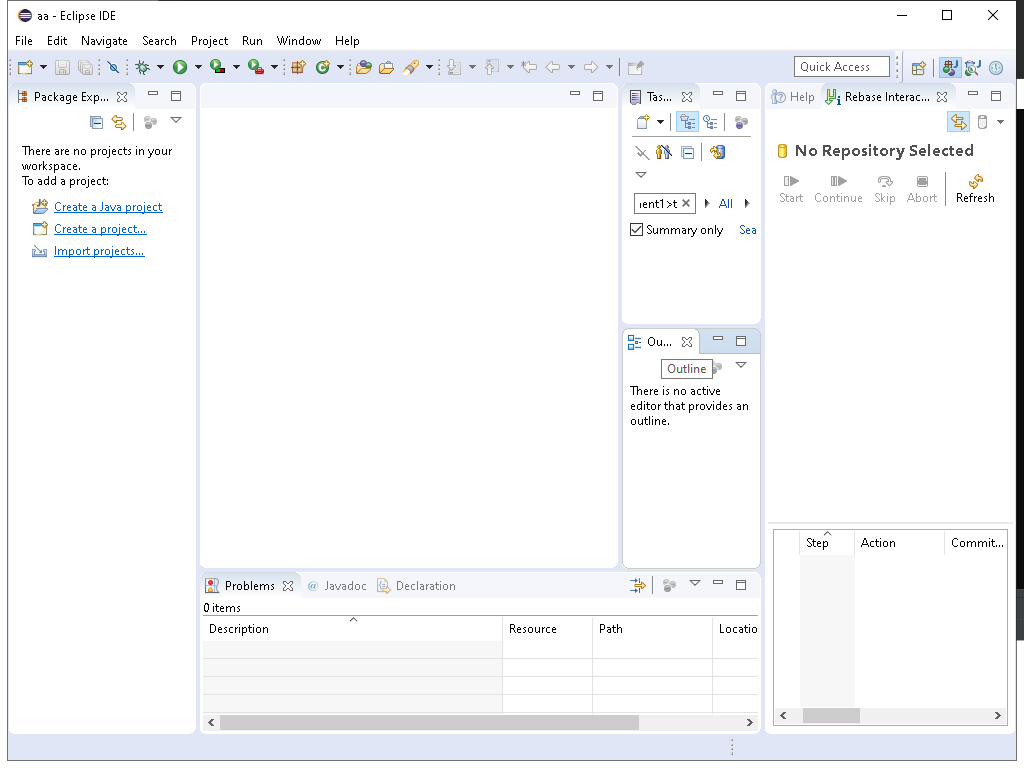 aa - Eclipse IDE
File Edit Navigate Search Project Run Window Help
Quick Access
Package Exp...
There are no projects in your
workspace.
To add a project:
Create a Java project
Create a project...
Import projects...
Tas...
All
Summary only Sea
Ou...
Outline
There is no active
editor that provides an
outline.
Help Rebase Interac...
No Repository Selected
Start Continue Skip Abort Refresh
Step Action Commit...
Problems @ Javadoc Declaration
0 items
Description Resource Path Locatio